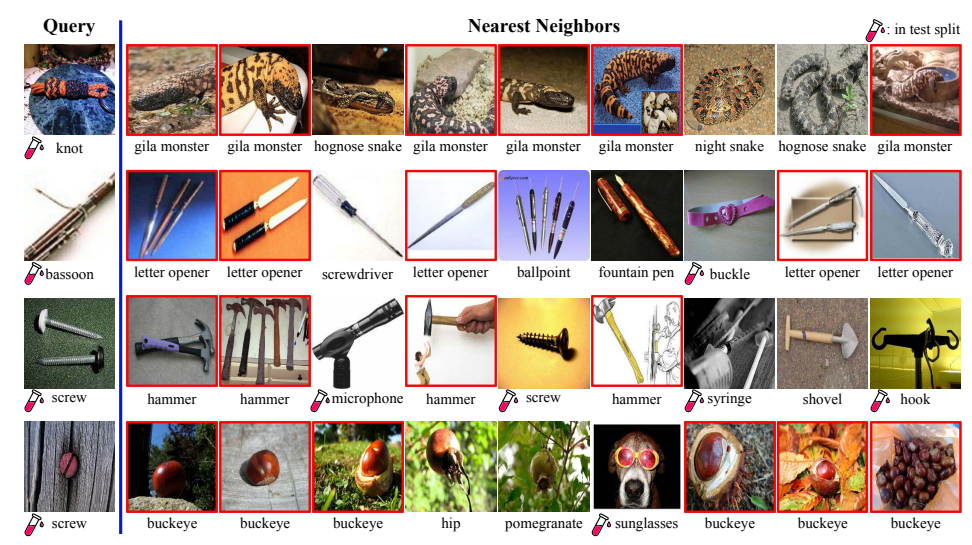 Query
Nearest Neighbors
: in test split
knot
gila monster gila monster hognose snake gila monster gila monster gila monster night snake hognose snake gila monster
bassoon
letter opener letter opener screwdriver letter opener ballpoint fountain pen buckle letter opener letter opener
screw
hammer hammer microphone hammer screw hammer syringe shovel hook
screw
buckeye buckeye buckeye hip pomegranate sunglasses buckeye buckeye buckeye